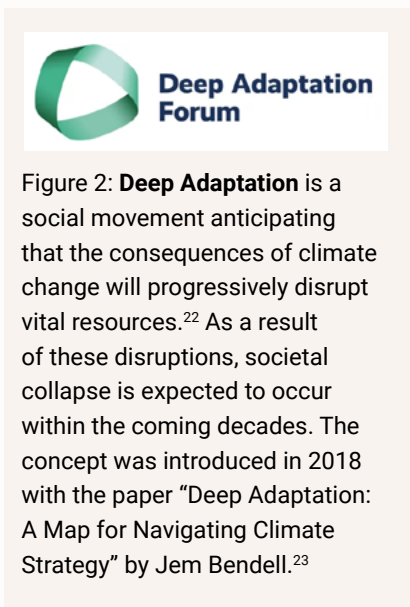 Deep Adaptation
Forum
Figure 2: Deep Adaptation is a
social movement anticipating
that the consequences of climate
change will progressively disrupt
vital resources.²² As a result
of these disruptions, societal
collapse is expected to occur
within the coming decades. The
concept was introduced in 2018
with the paper “Deep Adaptation:
A Map for Navigating Climate
Strategy” by Jem Bendell.²³